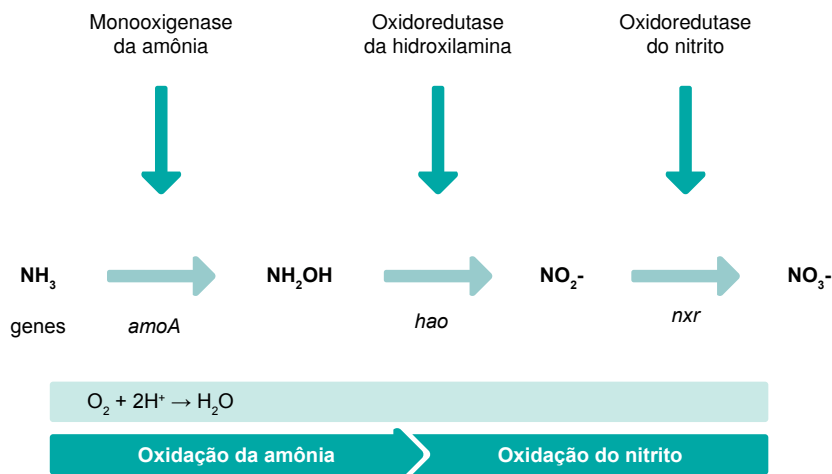 Monooxigenase
da amônia
Oxidoredutase
da hidroxilamina
Oxidoredutase
do nitrito
NH₃ NH₂OH NO₂- NO₃-
genes amoA hao nxr
O₂ + 2H⁺ → H₂O
Oxidação da amônia Oxidação do nitrito